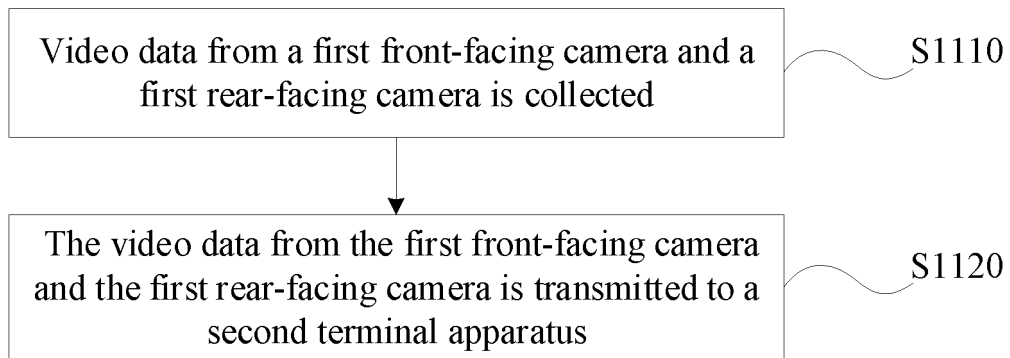 Video data from a first front-facing camera and a
first rear-facing camera is collected
S1110
The video data from the first front-facing camera
and the first rear-facing camera is transmitted to a
second terminal apparatus
S1120